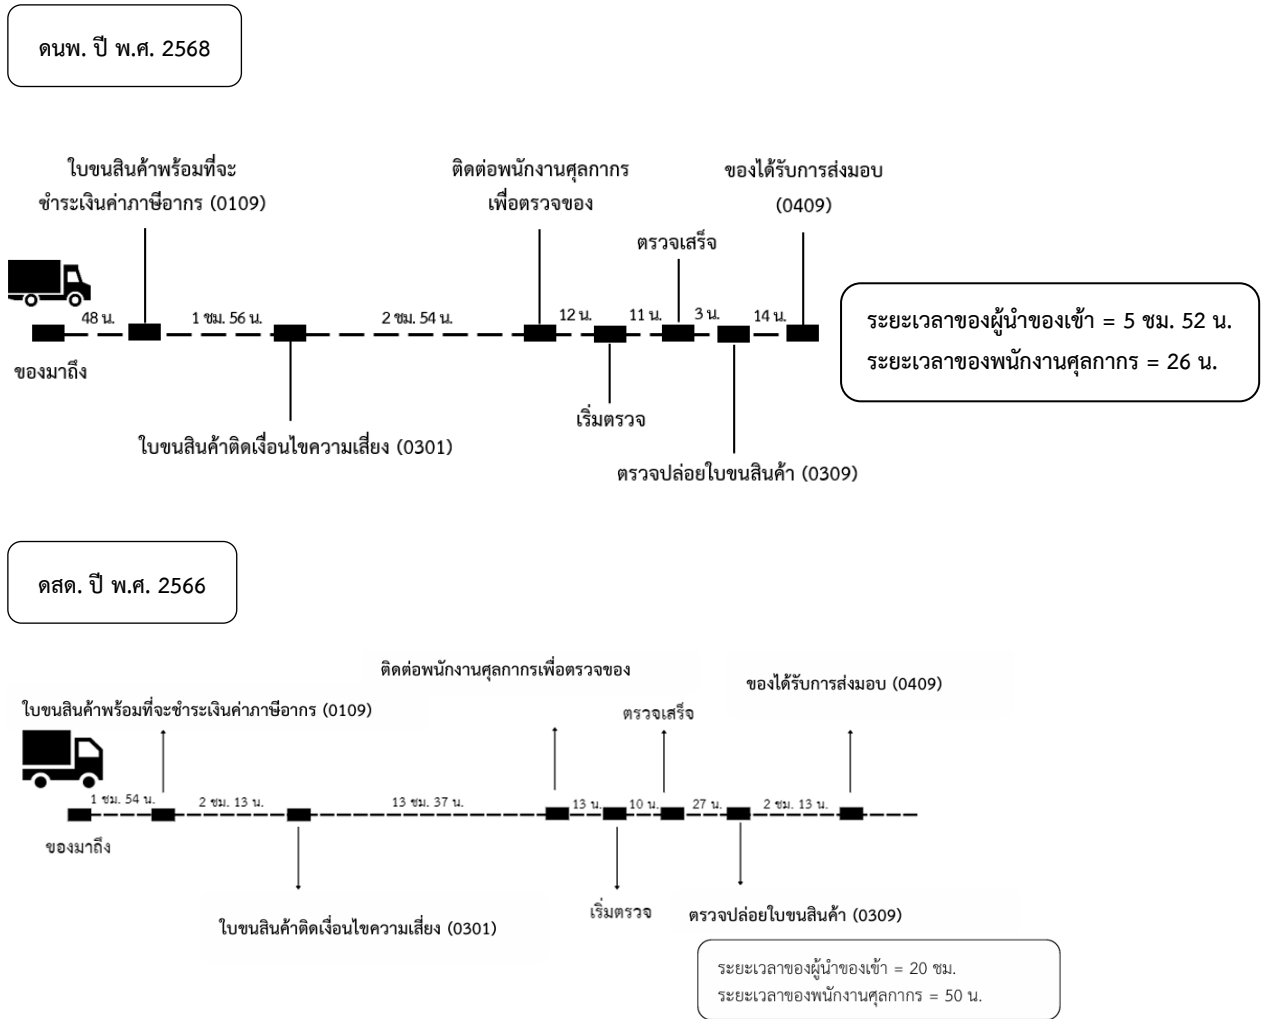 ดนพ. ปี พ.ศ. 2568
ใบขนสินค้าพร้อมที่จะ
ชำระเงินค่าภาษีอากร (0109)
ติดต่อพนักงานศุลกากร
เพื่อตรวจของ
ของได้รับการส่งมอบ
(0409)
ตรวจเสร็จ
48 น.
1 ชม. 56 น.
2 ชม. 54 น.
12 น.
11 น.
3 น.
14 น.
ของมาถึง
เริ่มตรวจ
ใบขนสินค้าติดเงื่อนไขความเสี่ยง (0301)
ตรวจปล่อยใบขนสินค้า (0309)
ระยะเวลาของผู้นำของเข้า = 5 ชม. 52 น.
ระยะเวลาของพนักงานศุลกากร = 26 น.
ดสด. ปี พ.ศ. 2566
ติดต่อพนักงานศุลกากรเพื่อตรวจของ
ของได้รับการส่งมอบ (0409)
ใบขนสินค้าพร้อมที่จะชำระเงินค่าภาษีอากร (0109)
ตรวจเสร็จ
1 ชม. 54 น.
2 ชม. 13 น.
13 ชม. 37 น.
13 น.
10 น.
27 น.
2 ชม. 13 น.
ของมาถึง
เริ่มตรวจ
ตรวจปล่อยใบขนสินค้า (0309)
ใบขนสินค้าติดเงื่อนไขความเสี่ยง (0301)
ระยะเวลาของผู้นำของเข้า = 20 ชม.
ระยะเวลาของพนักงานศุลกากร = 50 น.